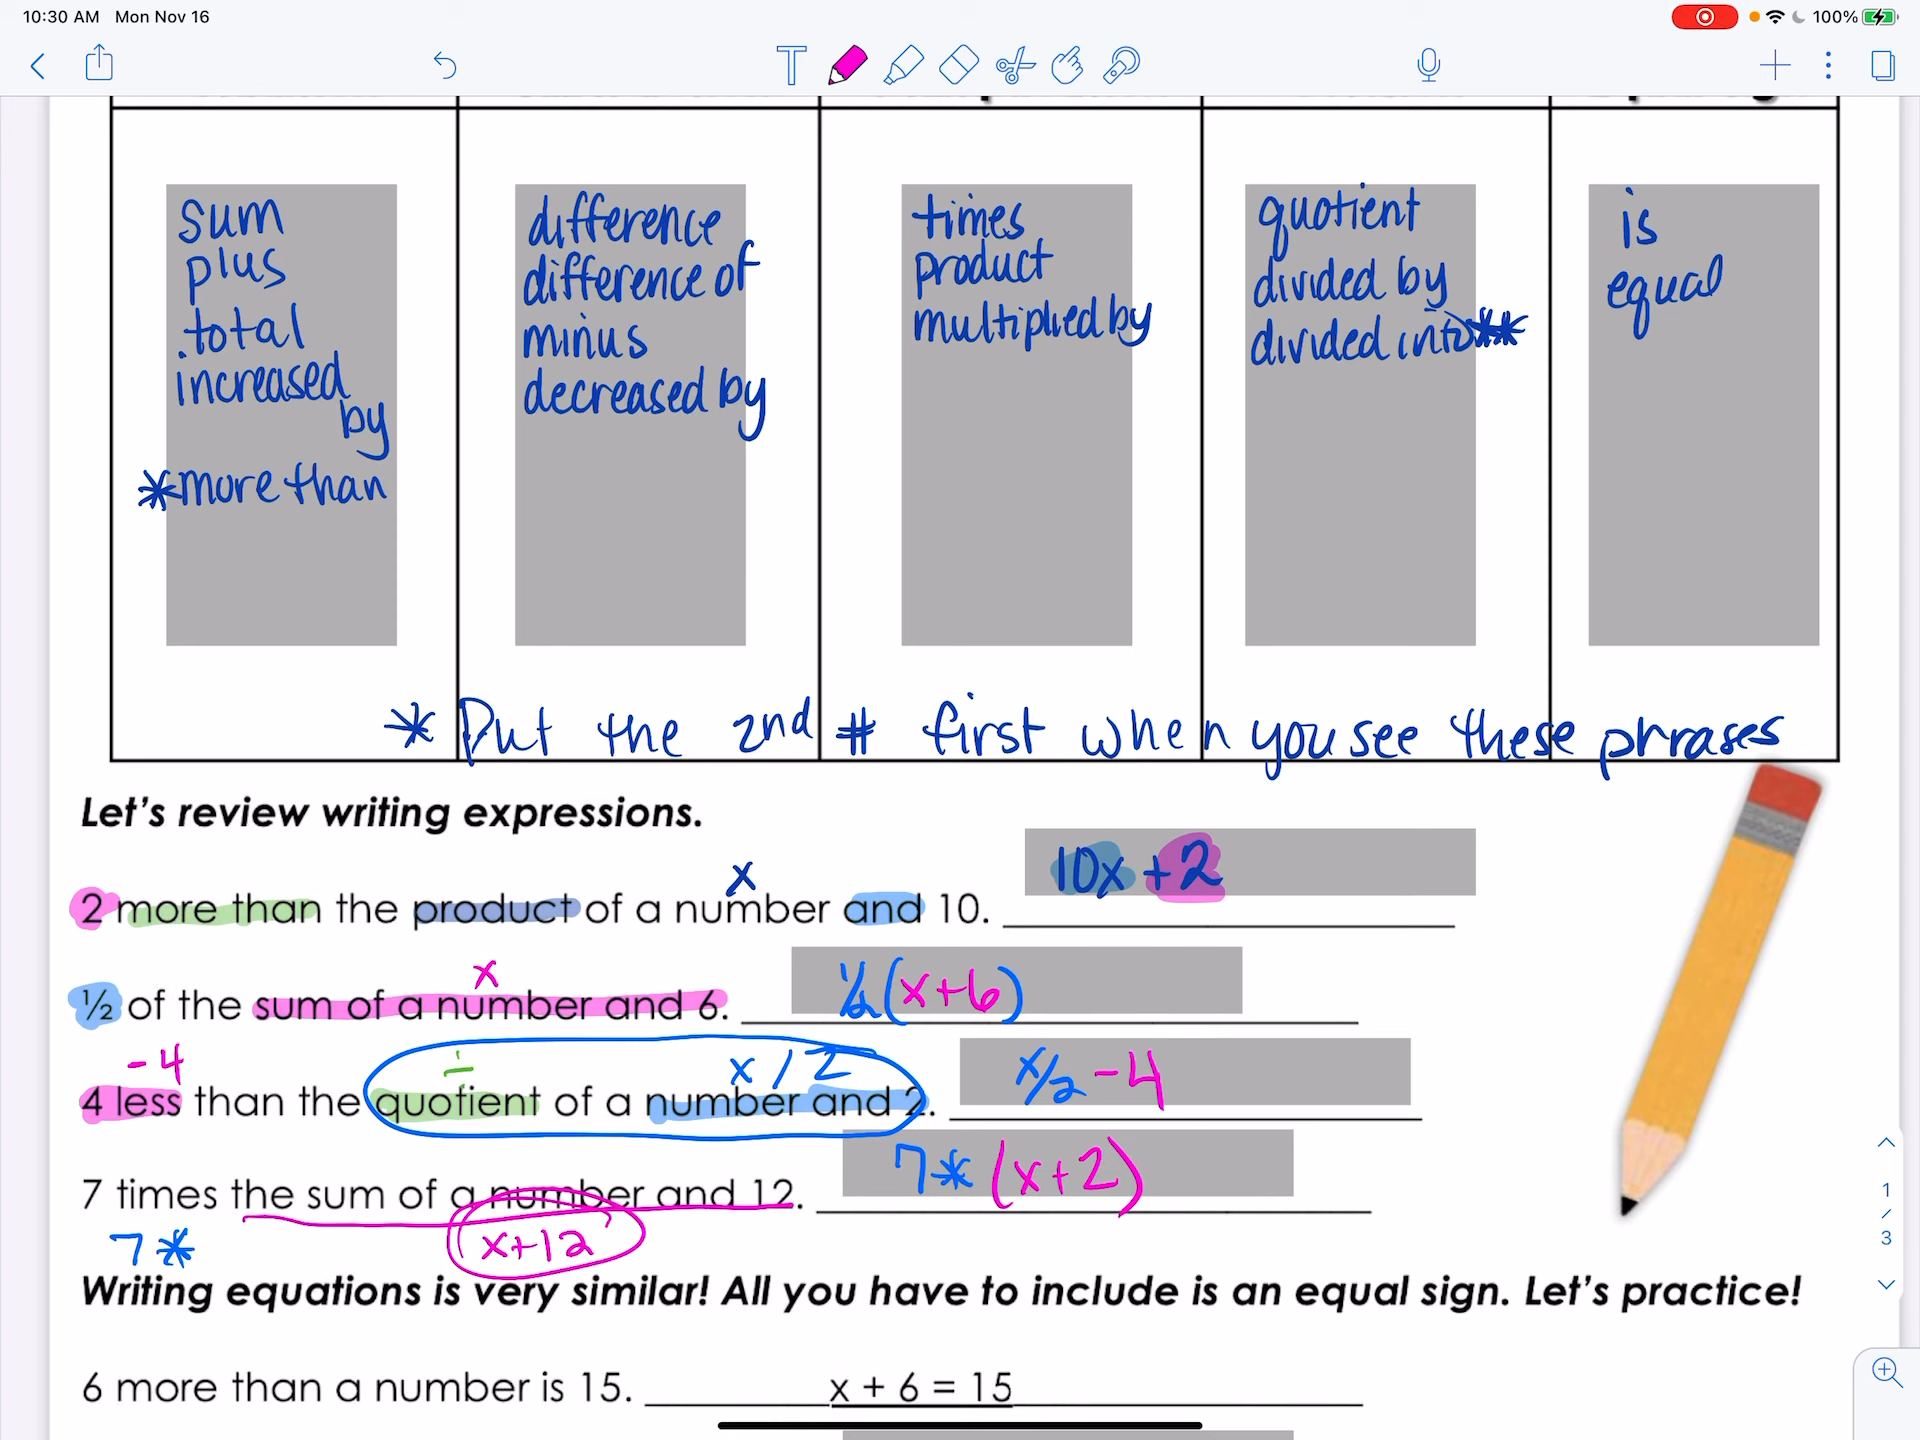 10:30 AM Mon Nov 16
100%
T
sum
plus
total
increased
by
*more than
difference
difference of
minus
decreased by
times
product
multiplied by
quotient
divided by
divided into**
is
equal
* Put the 2nd # first when you see these phrases
Let's review writing expressions.
x
10x + 2
2 more than the product of a number and 10.
x
½ of the sum of a number and 6.
½(x+6)
-4
÷
x / 2
4 less than the quotient of a number and 2.
x/2 - 4
7 times the sum of a number and 12.
7* (x+2)
7 *
x+12
Writing equations is very similar! All you have to include is an equal sign. Let's practice!
6 more than a number is 15. x + 6 = 15
1
/
3